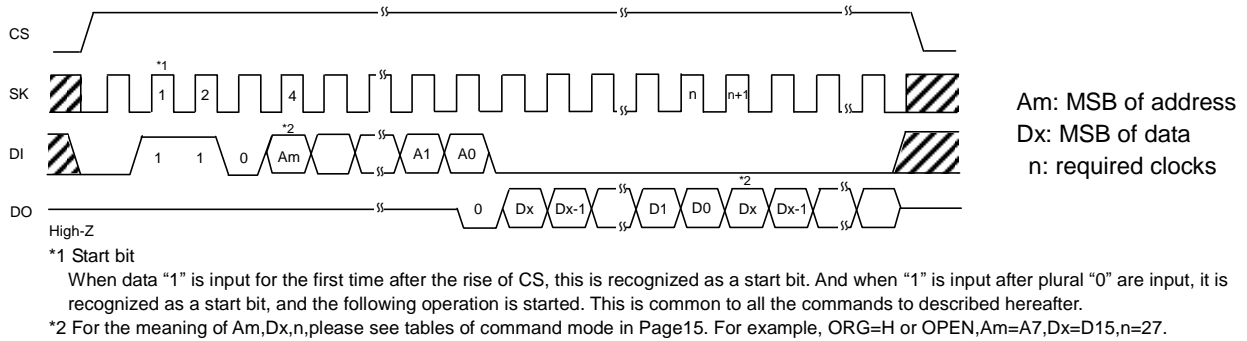 CS
*1
SK 1 2 4 n n+1
*2
DI 1 1 0 Am A1 A0
*2
DO 0 Dx Dx-1 D1 D0 Dx Dx-1
High-Z
Am: MSB of address
Dx: MSB of data
n: required clocks
*1 Start bit
When data “1” is input for the first time after the rise of CS, this is recognized as a start bit. And when “1” is input after plural “0” are input, it is
recognized as a start bit, and the following operation is started. This is common to all the commands to described hereafter.
*2 For the meaning of Am,Dx,n,please see tables of command mode in Page15. For example, ORG=H or OPEN,Am=A7,Dx=D15,n=27.